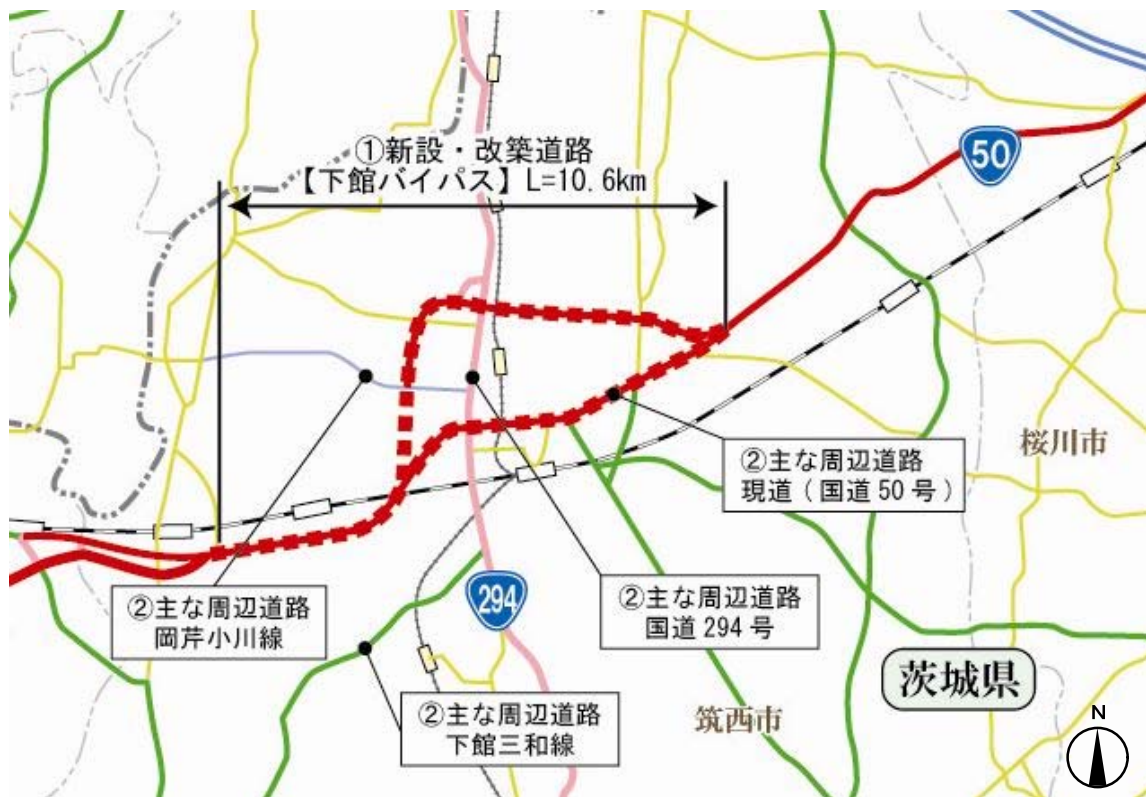 ①新設・改築道路
【下館バイパス】L=10.6km
50
桜川市
②主な周辺道路
現道(国道50号)
②主な周辺道路
岡芹小川線
294
②主な周辺道路
国道294号
②主な周辺道路
下館三和線
筑西市
茨城県
N